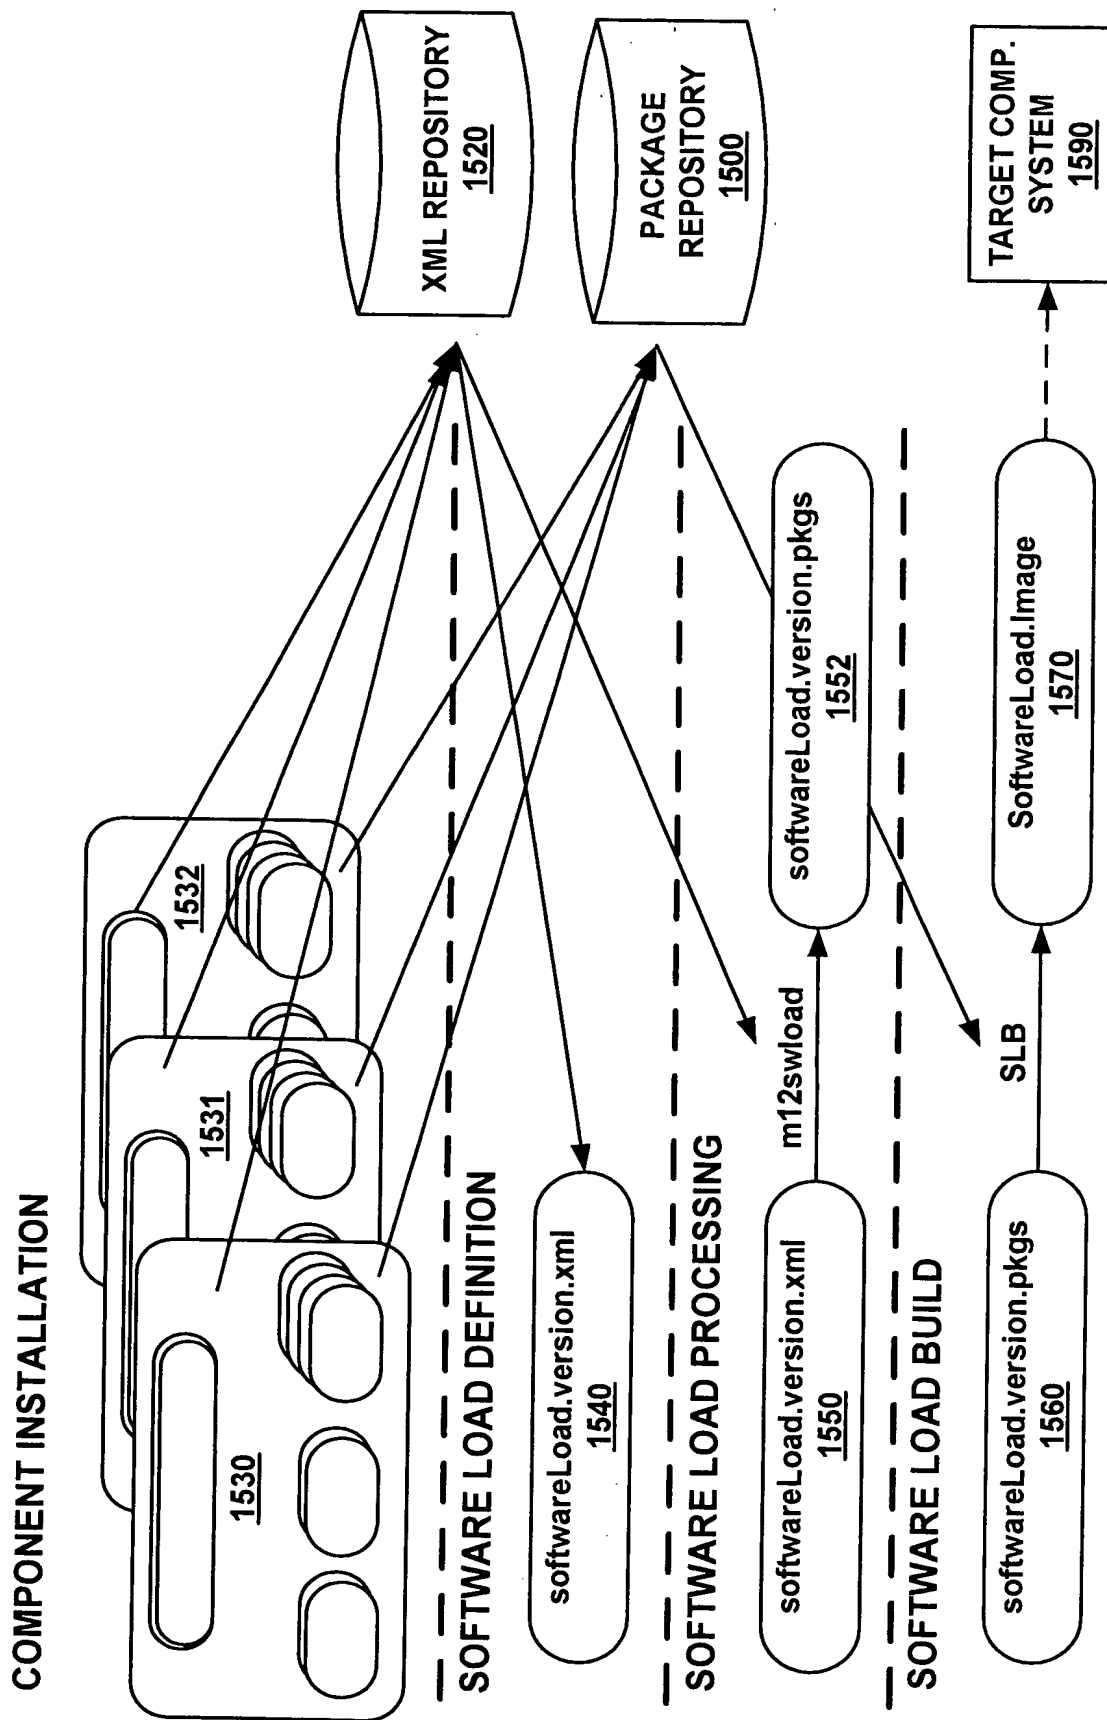 COMPONENT INSTALLATION
1530
1531
1532
XML REPOSITORY
1520
SOFTWARE LOAD DEFINITION
softwareLoad.version.xml
1540
PACKAGE
REPOSITORY
1500
SOFTWARE LOAD PROCESSING
softwareLoad.version.xml
1550
m12swload
softwareLoad.version.pkgs
1552
SOFTWARE LOAD BUILD
softwareLoad.version.pkgs
1560
SLB
SoftwareLoad.Image
1570
TARGET COMP.
SYSTEM
1590